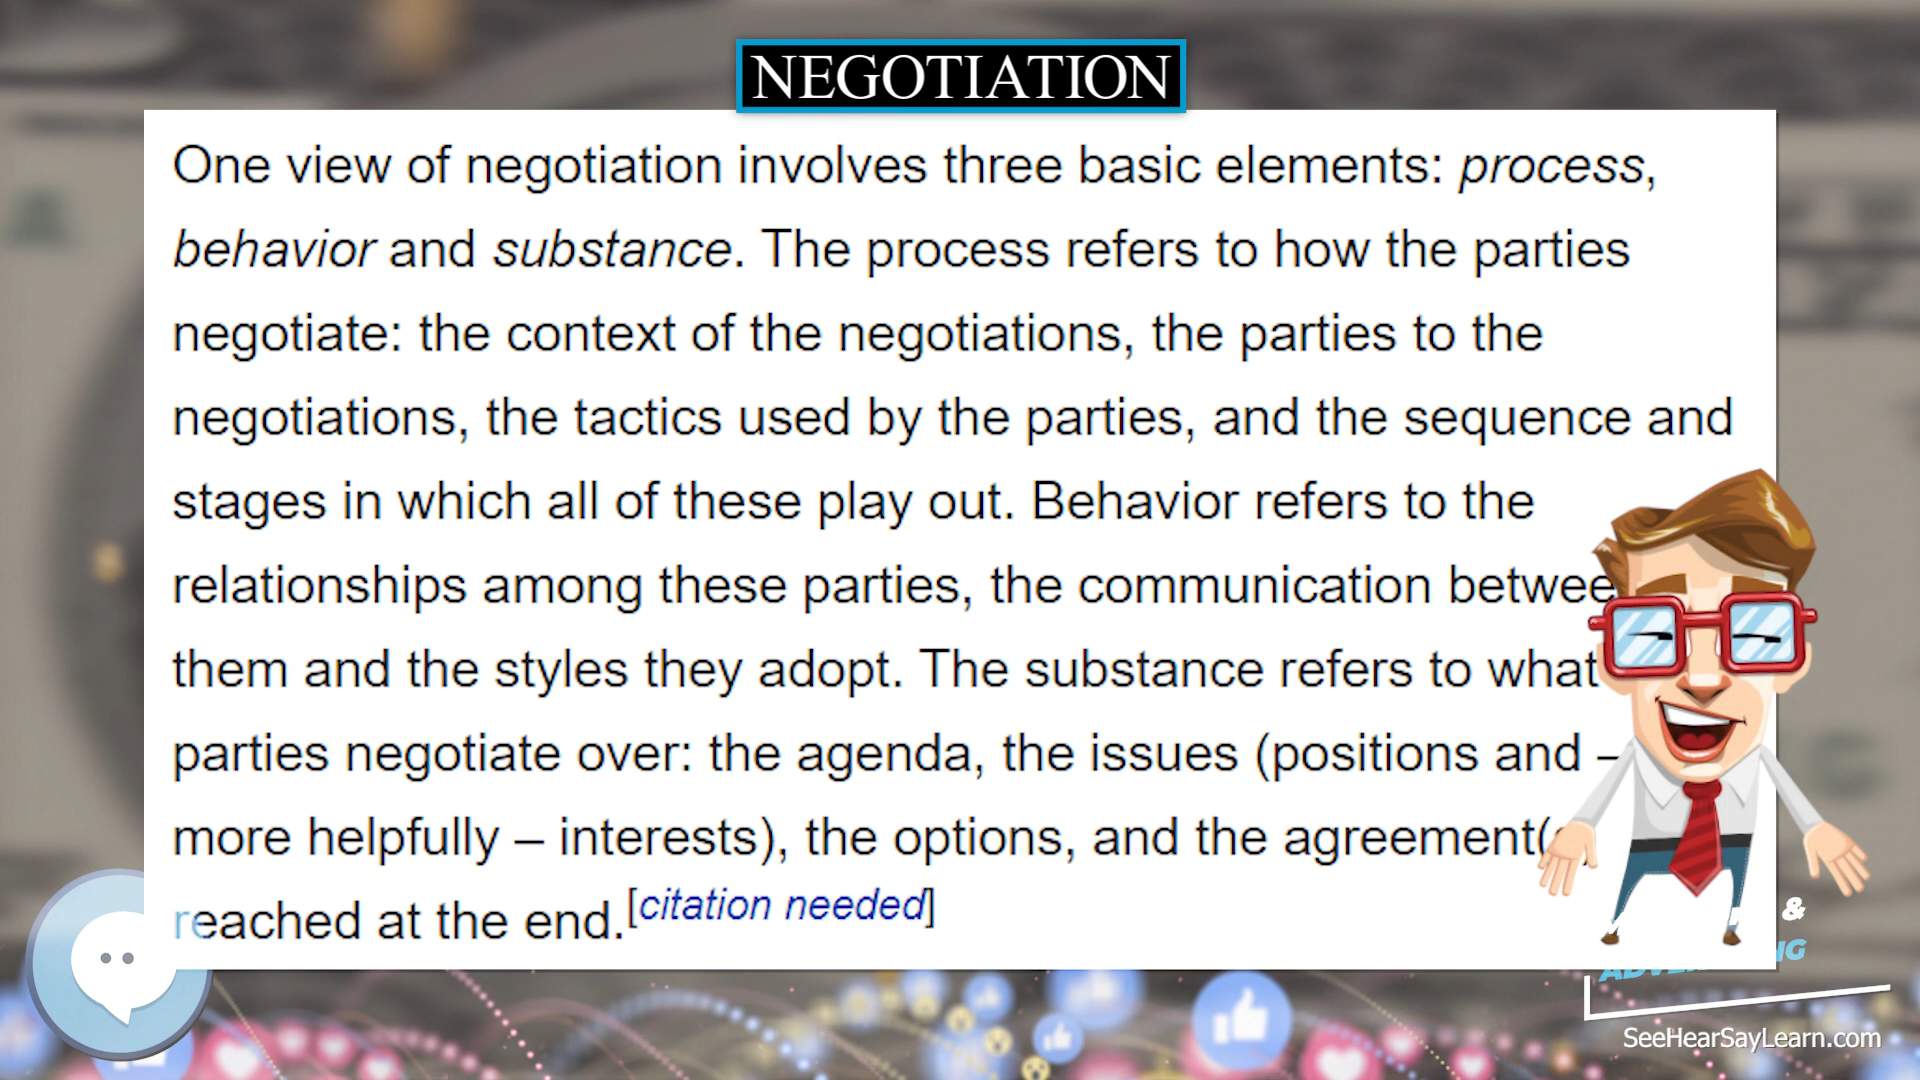 NEGOTIATION
One view of negotiation involves three basic elements: process,
behavior and substance. The process refers to how the parties
negotiate: the context of the negotiations, the parties to the
negotiations, the tactics used by the parties, and the sequence and
stages in which all of these play out. Behavior refers to the
relationships among these parties, the communication betwee
them and the styles they adopt. The substance refers to what
parties negotiate over: the agenda, the issues (positions and –
more helpfully – interests), the options, and the agreement(
reached at the end.[citation needed]
&
SeeHearSayLearn.com